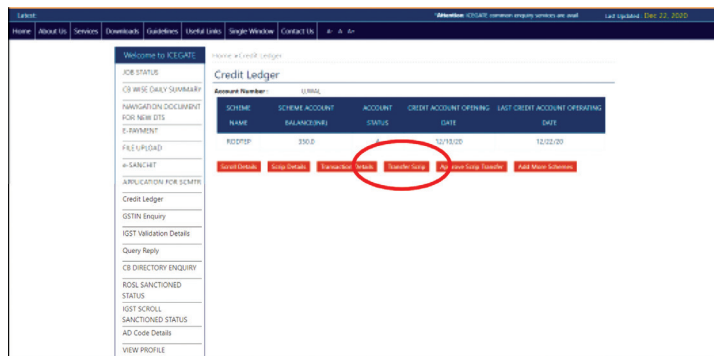 Latest: *Attention: ICEGATE common enquiry services are avail Last Updated: Dec 22, 2020
Home About Us Services Downloads Guidelines Useful Links Single Window Contact Us A- A A+
Welcome to ICEGATE
Home Credit Ledger
JOB STATUS
Credit Ledger
CB WISE DAILY SUMMARY
Account Number:
NAVIGATION DOCUMENT FOR NEW DTS
SCHEME NAME SCHEME ACCOUNT BALANCE(INR) ACCOUNT STATUS CREDIT ACCOUNT OPENING DATE LAST CREDIT ACCOUNT OPERATING DATE
E-PAYMENT
RODTEP 350.0 12/10/20 12/22/20
FILE UPLOAD
e-SANCHIT
Scroll Details Scrip Details Transaction Details Transfer Scrip Approve Scrip Transfer Add More Schemes
APPLICATION FOR SCMTR
Credit Ledger
GSTIN Enquiry
IGST Validation Details
Query Reply
CB DIRECTORY ENQUIRY
ROSL SANCTIONED
STATUS
IGST SCROLL
SANCTIONED STATUS
AD Code Details
VIEW PROFILE